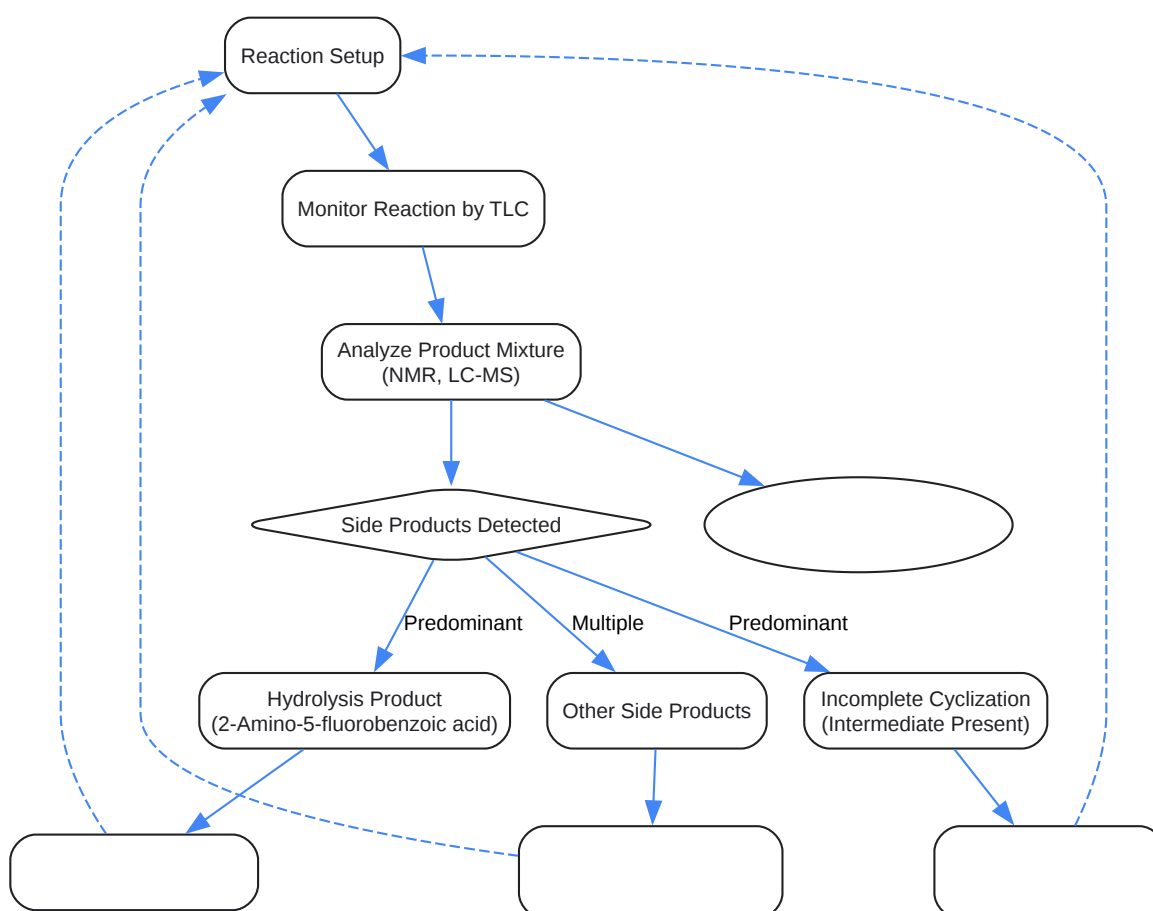 Reaction Setup
Monitor Reaction by TLC
Analyze Product Mixture
(NMR, LC-MS)
Side Products Detected
Predominant
Multiple
Predominant
Hydrolysis Product
(2-Amino-5-fluorobenzoic acid)
Other Side Products
Incomplete Cyclization
(Intermediate Present)